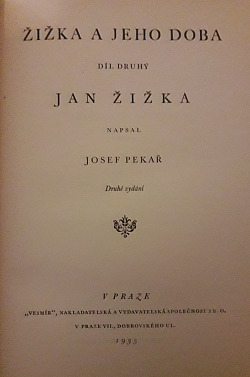 ŽIŽKA A JEHO DOBA
DÍL DRUHÝ
JAN ŽIŽKA
NAPSAL
JOSEF PEKAŘ
Druhé vydání
V PRAZE
„VESMÍR", NAKLADATELSKÁ A VYDAVATELSKÁ SPOLEČNOST S R. O.
V PRAZE VII., DOBROVSKÉHO UL.
1935